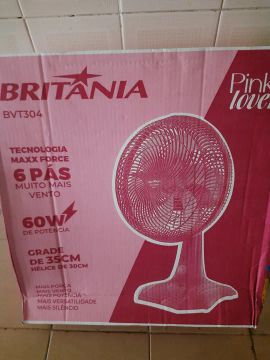 BRITÂNIA
BVT304
Pink
lover
TECNOLOGIA
MAXX FORCE
6 PÁS
MUITO MAIS
VENTO
60W
DE POTÊNCIA
GRADE
DE 35CM
HÉLICE DE 30CM
MAIS FORÇA
MAIS VENTO
MAIS POTÊNCIA
MAIS VERSATILIDADE
MAIS SILÊNCIO